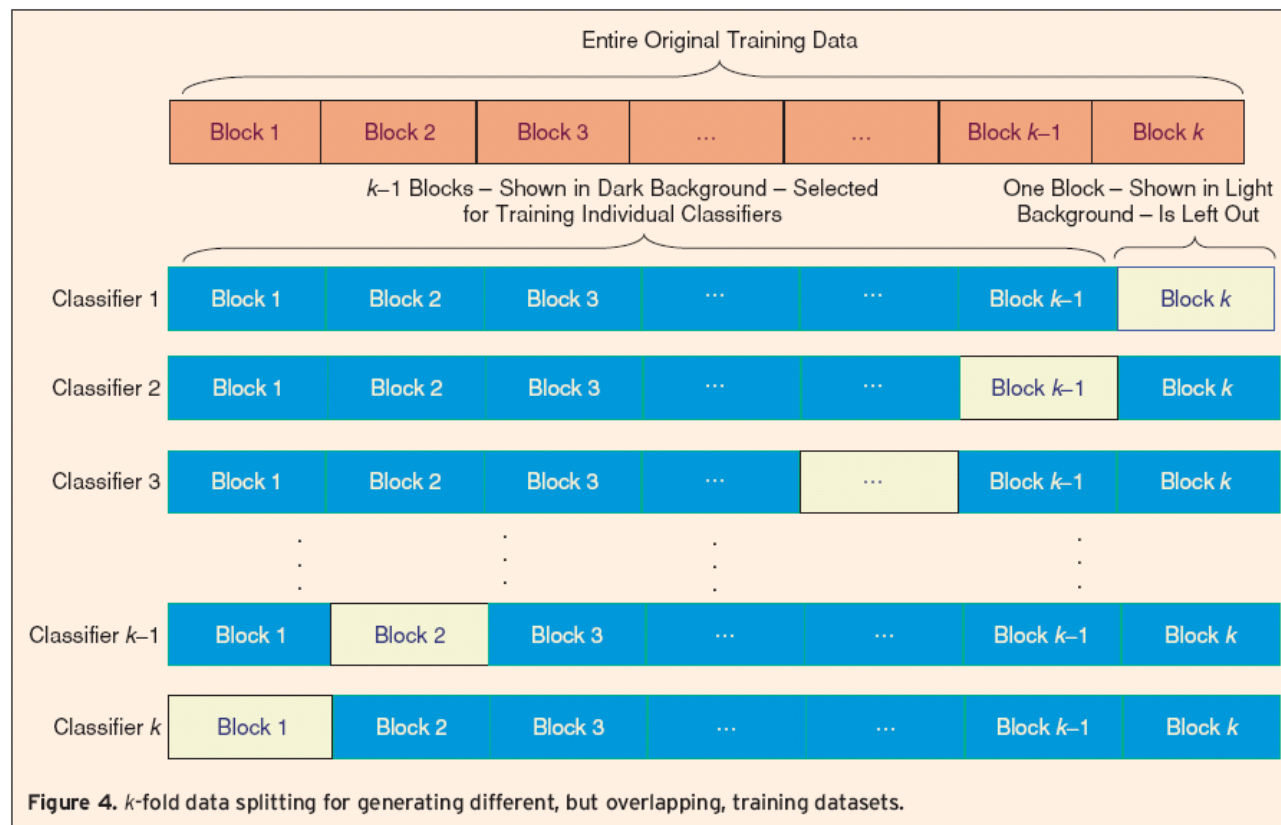 Entire Original Training Data
Block 1 Block 2 Block 3 ... ... Block k–1 Block k
k–1 Blocks – Shown in Dark Background – Selected
for Training Individual Classifiers
One Block – Shown in Light
Background – Is Left Out
Classifier 1 Block 1 Block 2 Block 3 ... ... Block k–1 Block k
Classifier 2 Block 1 Block 2 Block 3 ... ... Block k–1 Block k
Classifier 3 Block 1 Block 2 Block 3 ... ... Block k–1 Block k
Classifier k–1 Block 1 Block 2 Block 3 ... ... Block k–1 Block k
Classifier k Block 1 Block 2 Block 3 ... ... Block k–1 Block k
Figure 4. k-fold data splitting for generating different, but overlapping, training datasets.